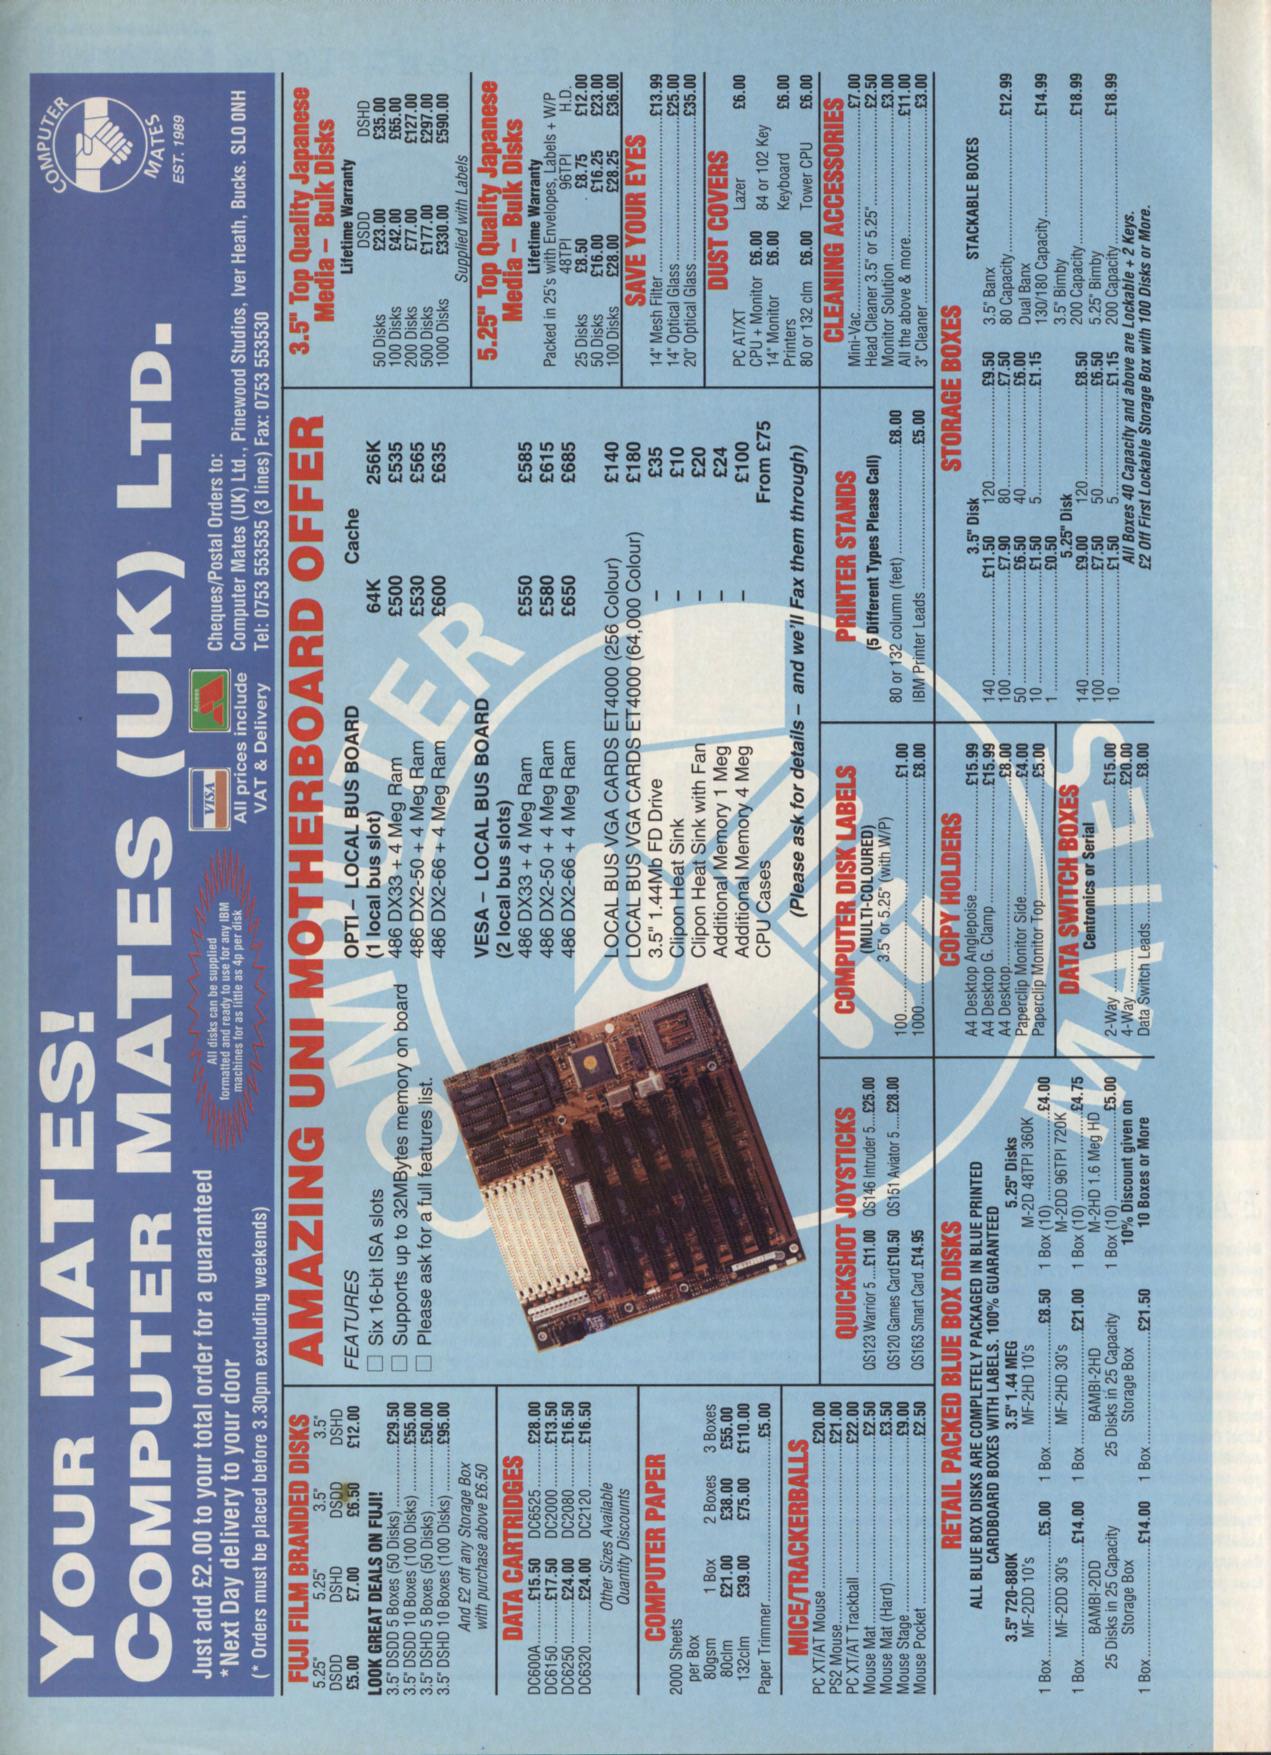 YOUR MATES!
COMPUTER MATES (UK) LTD.
COMPUTER MATES
EST. 1989
Just add £2.00 to your total order for a guaranteed
*Next Day delivery to your door
(* Orders must be placed before 3.30pm excluding weekends)
All disks can be supplied
formatted and ready to use for any IBM
machines for as little as 4p per disk
VISA
Access
All prices include
VAT & Delivery
Cheques/Postal Orders to:
Computer Mates (UK) Ltd., Pinewood Studios, Iver Heath, Bucks. SL0 0NH
Tel: 0753 553535 (3 lines) Fax: 0753 553530
FUJI FILM BRANDED DISKS
5.25" 5.25" 3.5" 3.5"
DSDD DSHD DSDD DSHD
£5.00 £7.00 £6.50 £12.00
LOOK GREAT DEALS ON FUJI!
3.5" DSDD 5 Boxes (50 Disks)..........£29.50
3.5" DSDD 10 Boxes (100 Disks)..........£55.00
3.5" DSHD 5 Boxes (50 Disks)..........£50.00
3.5" DSHD 10 Boxes (100 Disks)..........£95.00
And £2 off any Storage Box
with purchase above £6.50
DATA CARTRIDGES
DC600A..........£15.50 DC6525..........£28.00
DC6150..........£17.50 DC2000..........£13.50
DC6250..........£24.00 DC2080..........£16.50
DC6320..........£24.00 DC2120..........£16.50
Other Sizes Available
Quantity Discounts
COMPUTER PAPER
2000 Sheets
per Box 1 Box 2 Boxes 3 Boxes
80gsm
80clm £21.00 £38.00 £55.00
132clm £39.00 £75.00 £110.00
Paper Trimmer..........£5.00
MICE/TRACKERBALLS
PC XT/AT Mouse..........£20.00
PS2 Mouse..........£21.00
PC XT/AT Trackball..........£22.00
Mouse Mat..........£2.50
Mouse Mat (Hard)..........£3.50
Mouse Stage..........£9.00
Mouse Pocket..........£2.50
AMAZING UNI MOTHERBOARD OFFER
FEATURES
Six 16-bit ISA slots
Supports up to 32MBytes memory on board
Please ask for a full features list.
OPTI – LOCAL BUS BOARD Cache
(1 local bus slot) 64K 256K
486 DX33 + 4 Meg Ram £500 £535
486 DX2-50 + 4 Meg Ram £530 £565
486 DX2-66 + 4 Meg Ram £600 £635
VESA – LOCAL BUS BOARD
(2 local bus slots)
486 DX33 + 4 Meg Ram £550 £585
486 DX2-50 + 4 Meg Ram £580 £615
486 DX2-66 + 4 Meg Ram £650 £685
LOCAL BUS VGA CARDS ET4000 (256 Colour) £140
LOCAL BUS VGA CARDS ET4000 (64,000 Colour) £180
3.5" 1.44Mb FD Drive – £35
Clipon Heat Sink – £10
Clipon Heat Sink with Fan £20
Additional Memory 1 Meg – £24
Additional Memory 4 Meg – £100
CPU Cases From £75
(Please ask for details – and we'll Fax them through)
COMPUTER MATES
3.5" Top Quality Japanese
Media – Bulk Disks
Lifetime Warranty
DSDD DSHD
50 Disks £23.00 £35.00
100 Disks £42.00 £65.00
200 Disks £77.00 £127.00
500 Disks £177.00 £297.00
1000 Disks £330.00 £590.00
Supplied with Labels
5.25" Top Quality Japanese
Media – Bulk Disks
Lifetime Warranty
Packed in 25's with Envelopes, Labels + W/P
48TPI 96TPI H.D.
25 Disks £8.50 £8.75 £12.00
50 Disks £16.00 £16.25 £23.00
100 Disks £28.00 £28.25 £36.00
SAVE YOUR EYES
14" Mesh Filter..........£13.99
14" Optical Glass..........£25.00
20" Optical Glass..........£35.00
DUST COVERS
PC AT/XT Lazer £6.00
CPU + Monitor £6.00 84 or 102 Key
14" Monitor £6.00 Keyboard £6.00
Printers
80 or 132 clm £6.00 Tower CPU £6.00
CLEANING ACCESSORIES
Mini-Vac..........£7.00
Head Cleaner 3.5" or 5.25" £2.50
Monitor Solution..........£3.00
All the above & more..........£11.00
3" Cleaner..........£3.00
QUICKSHOT JOYSTICKS
QS123 Warrior 5 ....£11.00 QS146 Intruder 5....£25.00
QS120 Games Card £10.50 QS151 Aviator 5 ....£28.00
QS163 Smart Card .£14.95
COMPUTER DISK LABELS
(MULTI-COLOURED)
3.5" or 5.25" (with W/P)
100..........£1.00
1000..........£8.00
PRINTER STANDS
(5 Different Types Please Call)
80 or 132 column (feet)..........£8.00
IBM Printer Leads..........£5.00
RETAIL PACKED BLUE BOX DISKS
ALL BLUE BOX DISKS ARE COMPLETELY PACKAGED IN BLUE PRINTED
CARDBOARD BOXES WITH LABELS. 100% GUARANTEED
3.5" 720-880K
MF-2DD 10's
1 Box..........£5.00
MF-2DD 30's
1 Box..........£14.00
BAMBI-2DD
25 Disks in 25 Capacity
Storage Box
1 Box..........£14.00
3.5" 1.44 MEG
MF-2HD 10's
1 Box..........£8.50
MF-2HD 30's
1 Box..........£21.00
BAMBI-2HD
25 Disks in 25 Capacity
Storage Box
1 Box..........£21.50
5.25" Disks
M-2D 48TPI 360K
1 Box (10)..........£4.00
M-2DD 96TPI 720K
1 Box (10)..........£4.75
M-2HD 1.6 Meg HD
1 Box (10)..........£5.00
10% Discount given on
10 Boxes or More
COPY HOLDERS
A4 Desktop Anglepoise..........£15.99
A4 Desktop G. Clamp..........£15.99
A4 Desktop..........£8.00
Paperclip Monitor Side..........£4.00
Paperclip Monitor Top..........£5.00
DATA SWITCH BOXES
Centronics or Serial
2-Way..........£15.00
4-Way..........£20.00
Data Switch Leads..........£8.00
STORAGE BOXES
3.5" Disk
140..........£11.50 120..........£9.50
100..........£7.90 80..........£7.50
50..........£6.50 40..........£6.00
10..........£1.50 5..........£1.15
1..........£0.50
5.25" Disk
140..........£9.00 120..........£8.50
100..........£7.50 50..........£6.50
10..........£1.50 5..........£1.15
STACKABLE BOXES
3.5" Banx
80 Capacity..........£12.99
Dual Banx
130/180 Capacity..........£14.99
3.5" Bimby
200 Capacity..........£18.99
5.25" Bimby
200 Capacity..........£18.99
All Boxes 40 Capacity and above are Lockable + 2 Keys.
£2 Off First Lockable Storage Box with 100 Disks or More.